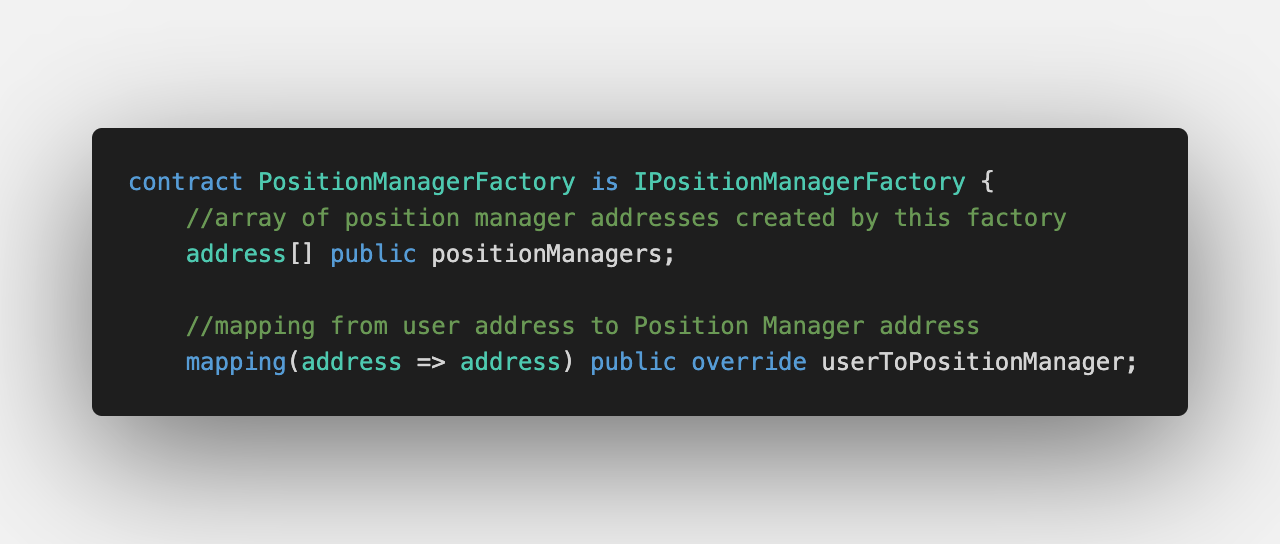 contract PositionManagerFactory is IPositionManagerFactory {
//array of position manager addresses created by this factory
address[] public positionManagers;
//mapping from user address to Position Manager address
mapping(address => address) public override userToPositionManager;